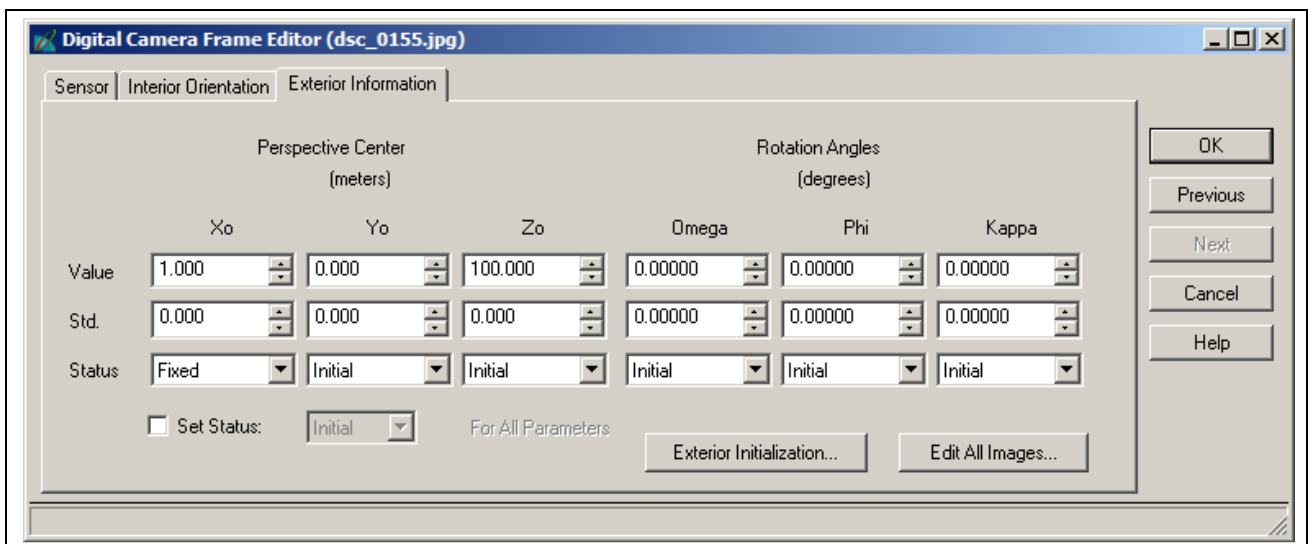 Digital Camera Frame Editor (dsc_0155.jpg)
Sensor Interior Orientation Exterior Information
Perspective Center Rotation Angles
(meters) (degrees)
Xo Yo Zo Omega Phi Kappa
Value 1.000 0.000 100.000 0.00000 0.00000 0.00000
Std. 0.000 0.000 0.000 0.00000 0.00000 0.00000
Status Fixed Initial Initial Initial Initial Initial
Set Status: Initial For All Parameters
Exterior Initialization... Edit All Images...
OK
Previous
Next
Cancel
Help